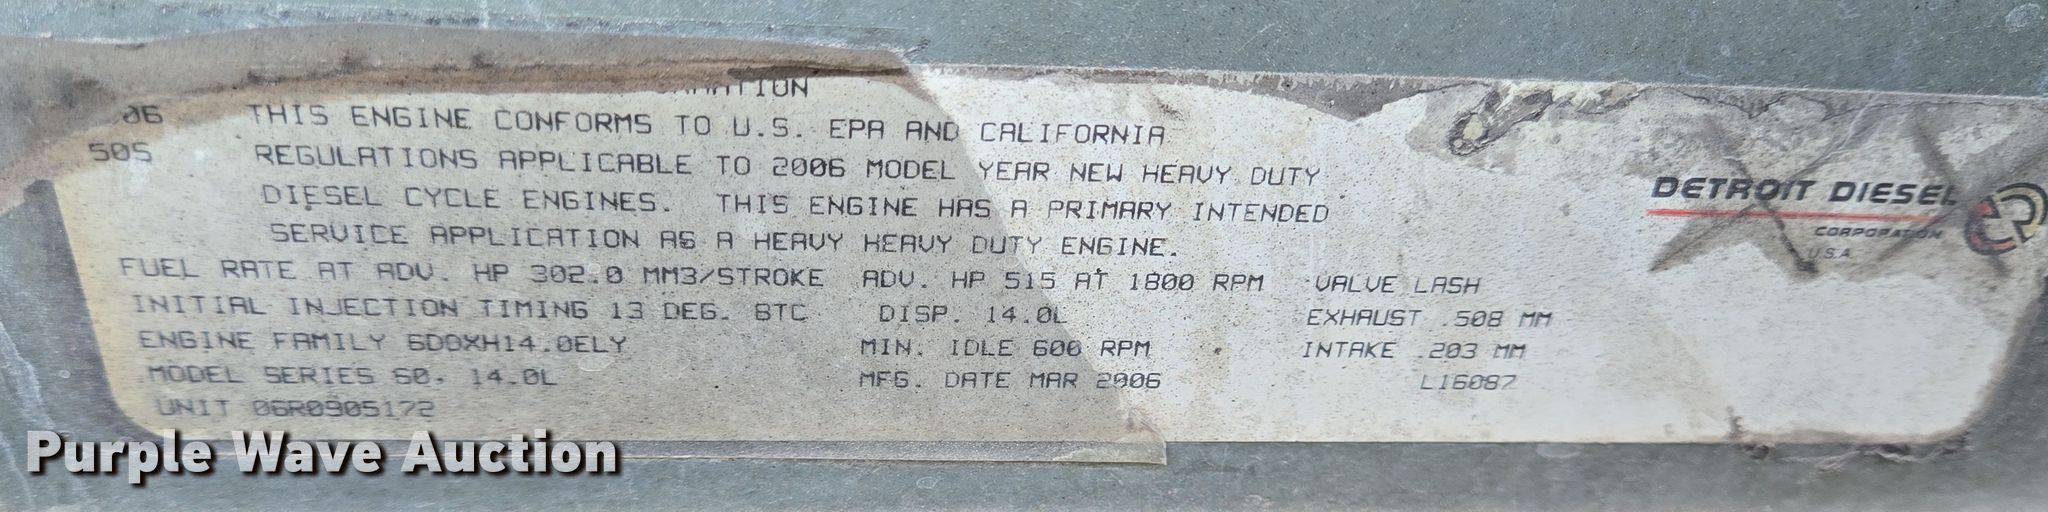 06 THIS ENGINE CONFORMS TO U.S. EPA AND CALIFORNIA
505 REGULATIONS APPLICABLE TO 2006 MODEL YEAR NEW HEAVY DUTY
DIESEL CYCLE ENGINES. THIS ENGINE HAS A PRIMARY INTENDED
SERVICE APPLICATION AS A HEAVY HEAVY DUTY ENGINE.
FUEL RATE AT ADV. HP 302.0 MM3/STROKE ADV. HP 515 AT 1800 RPM VALVE LASH
INITIAL INJECTION TIMING 13 DEG. BTC DISP. 14.0L EXHAUST .508 MM
ENGINE FAMILY 6DDXH14.0ELY MIN. IDLE 600 RPM INTAKE .203 MM
MODEL SERIES 60, 14.0L MFG. DATE MAR 2006 L16087
UNIT 06R0905172
DETROIT DIESEL
CORPORATION
U.S.A.
Purple Wave Auction